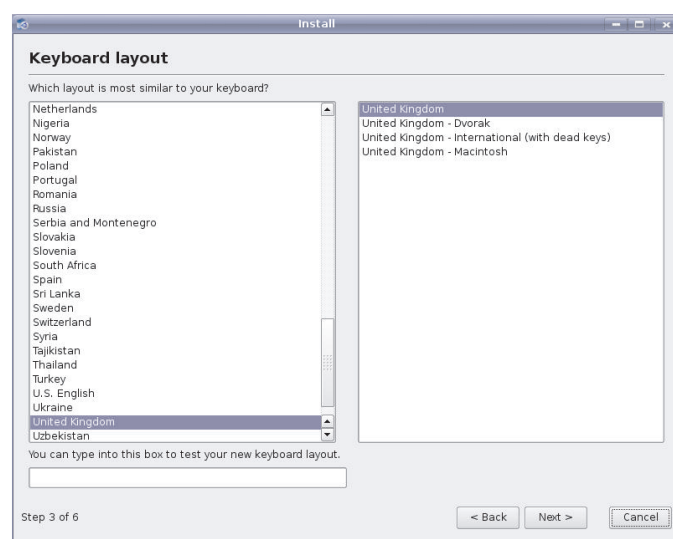 Install
Keyboard layout
Which layout is most similar to your keyboard?
Netherlands
Nigeria
Norway
Pakistan
Poland
Portugal
Romania
Russia
Serbia and Montenegro
Slovakia
Slovenia
South Africa
Spain
Sri Lanka
Sweden
Switzerland
Syria
Tajikistan
Thailand
Turkey
U.S. English
Ukraine
United Kingdom
Uzbekistan
United Kingdom
United Kingdom - Dvorak
United Kingdom - International (with dead keys)
United Kingdom - Macintosh
You can type into this box to test your new keyboard layout.
Step 3 of 6
< Back
Next >
Cancel